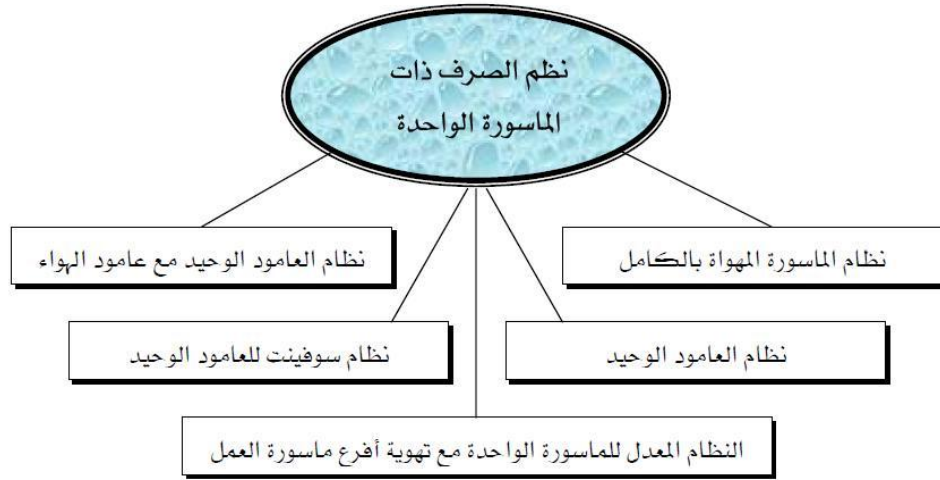 نظم الصرف ذات
الماسورة الواحدة
نظام الماسورة المهواة بالكامل
نظام العامود الوحيد مع عامود الهواء
نظام العامود الوحيد
نظام سوفينت للعامود الوحيد
النظام المعدل للماسورة الواحدة مع تهوية أفرع ماسورة العمل